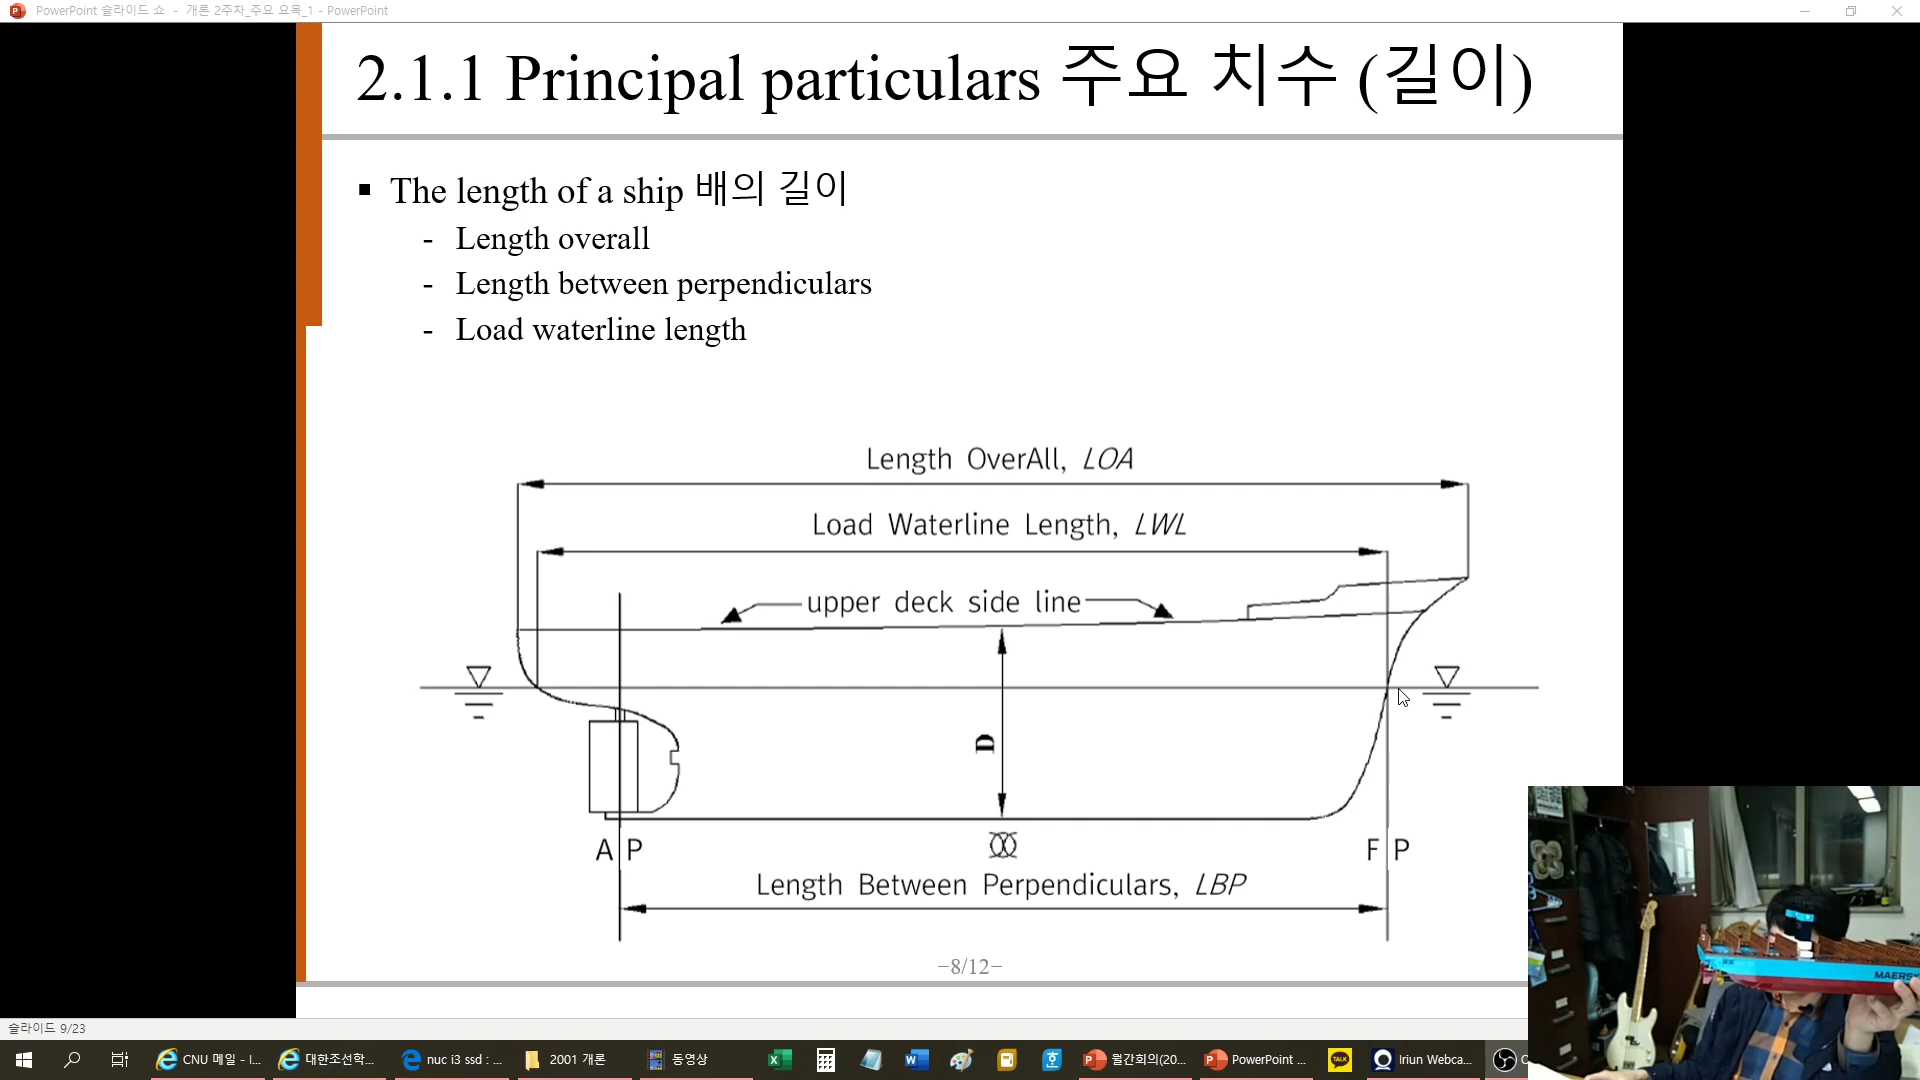 PowerPoint 슬라이드 쇼 - 개론 2주차_주요 요목_1 - PowerPoint
2.1.1 Principal particulars 주요 치수 (길이)
▪ The length of a ship 배의 길이
- Length overall
- Length between perpendiculars
- Load waterline length
Length OverAll, LOA
Load Waterline Length, LWL
upper deck side line
D
A P
F P
Length Between Perpendiculars, LBP
−8/12−
MAERS
슬라이드 9/23
CNU 메일 - I...
대한조선학...
nuc i3 ssd : ...
2001 개론
동영상
월간회의(20...
PowerPoint ...
TALK
Iriun Webca...